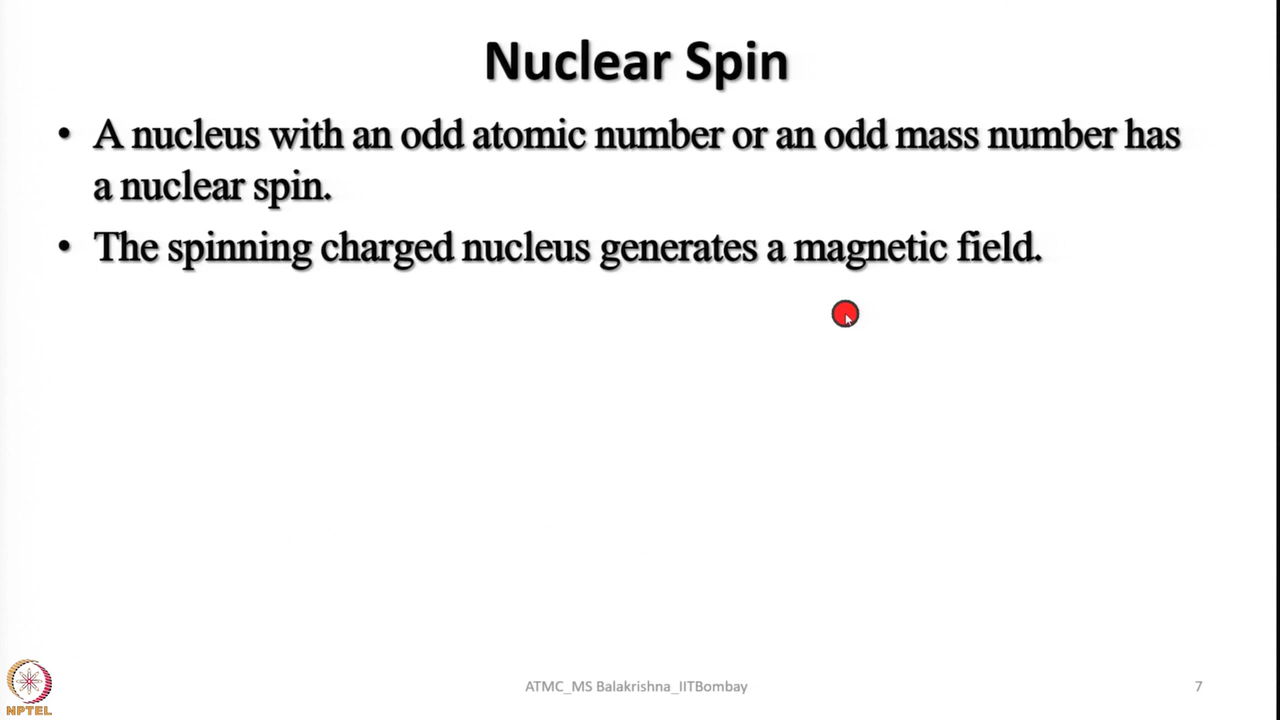 Nuclear Spin
• A nucleus with an odd atomic number or an odd mass number has
a nuclear spin.
• The spinning charged nucleus generates a magnetic field.
NPTEL
ATMC_MS Balakrishna_IITBombay
7